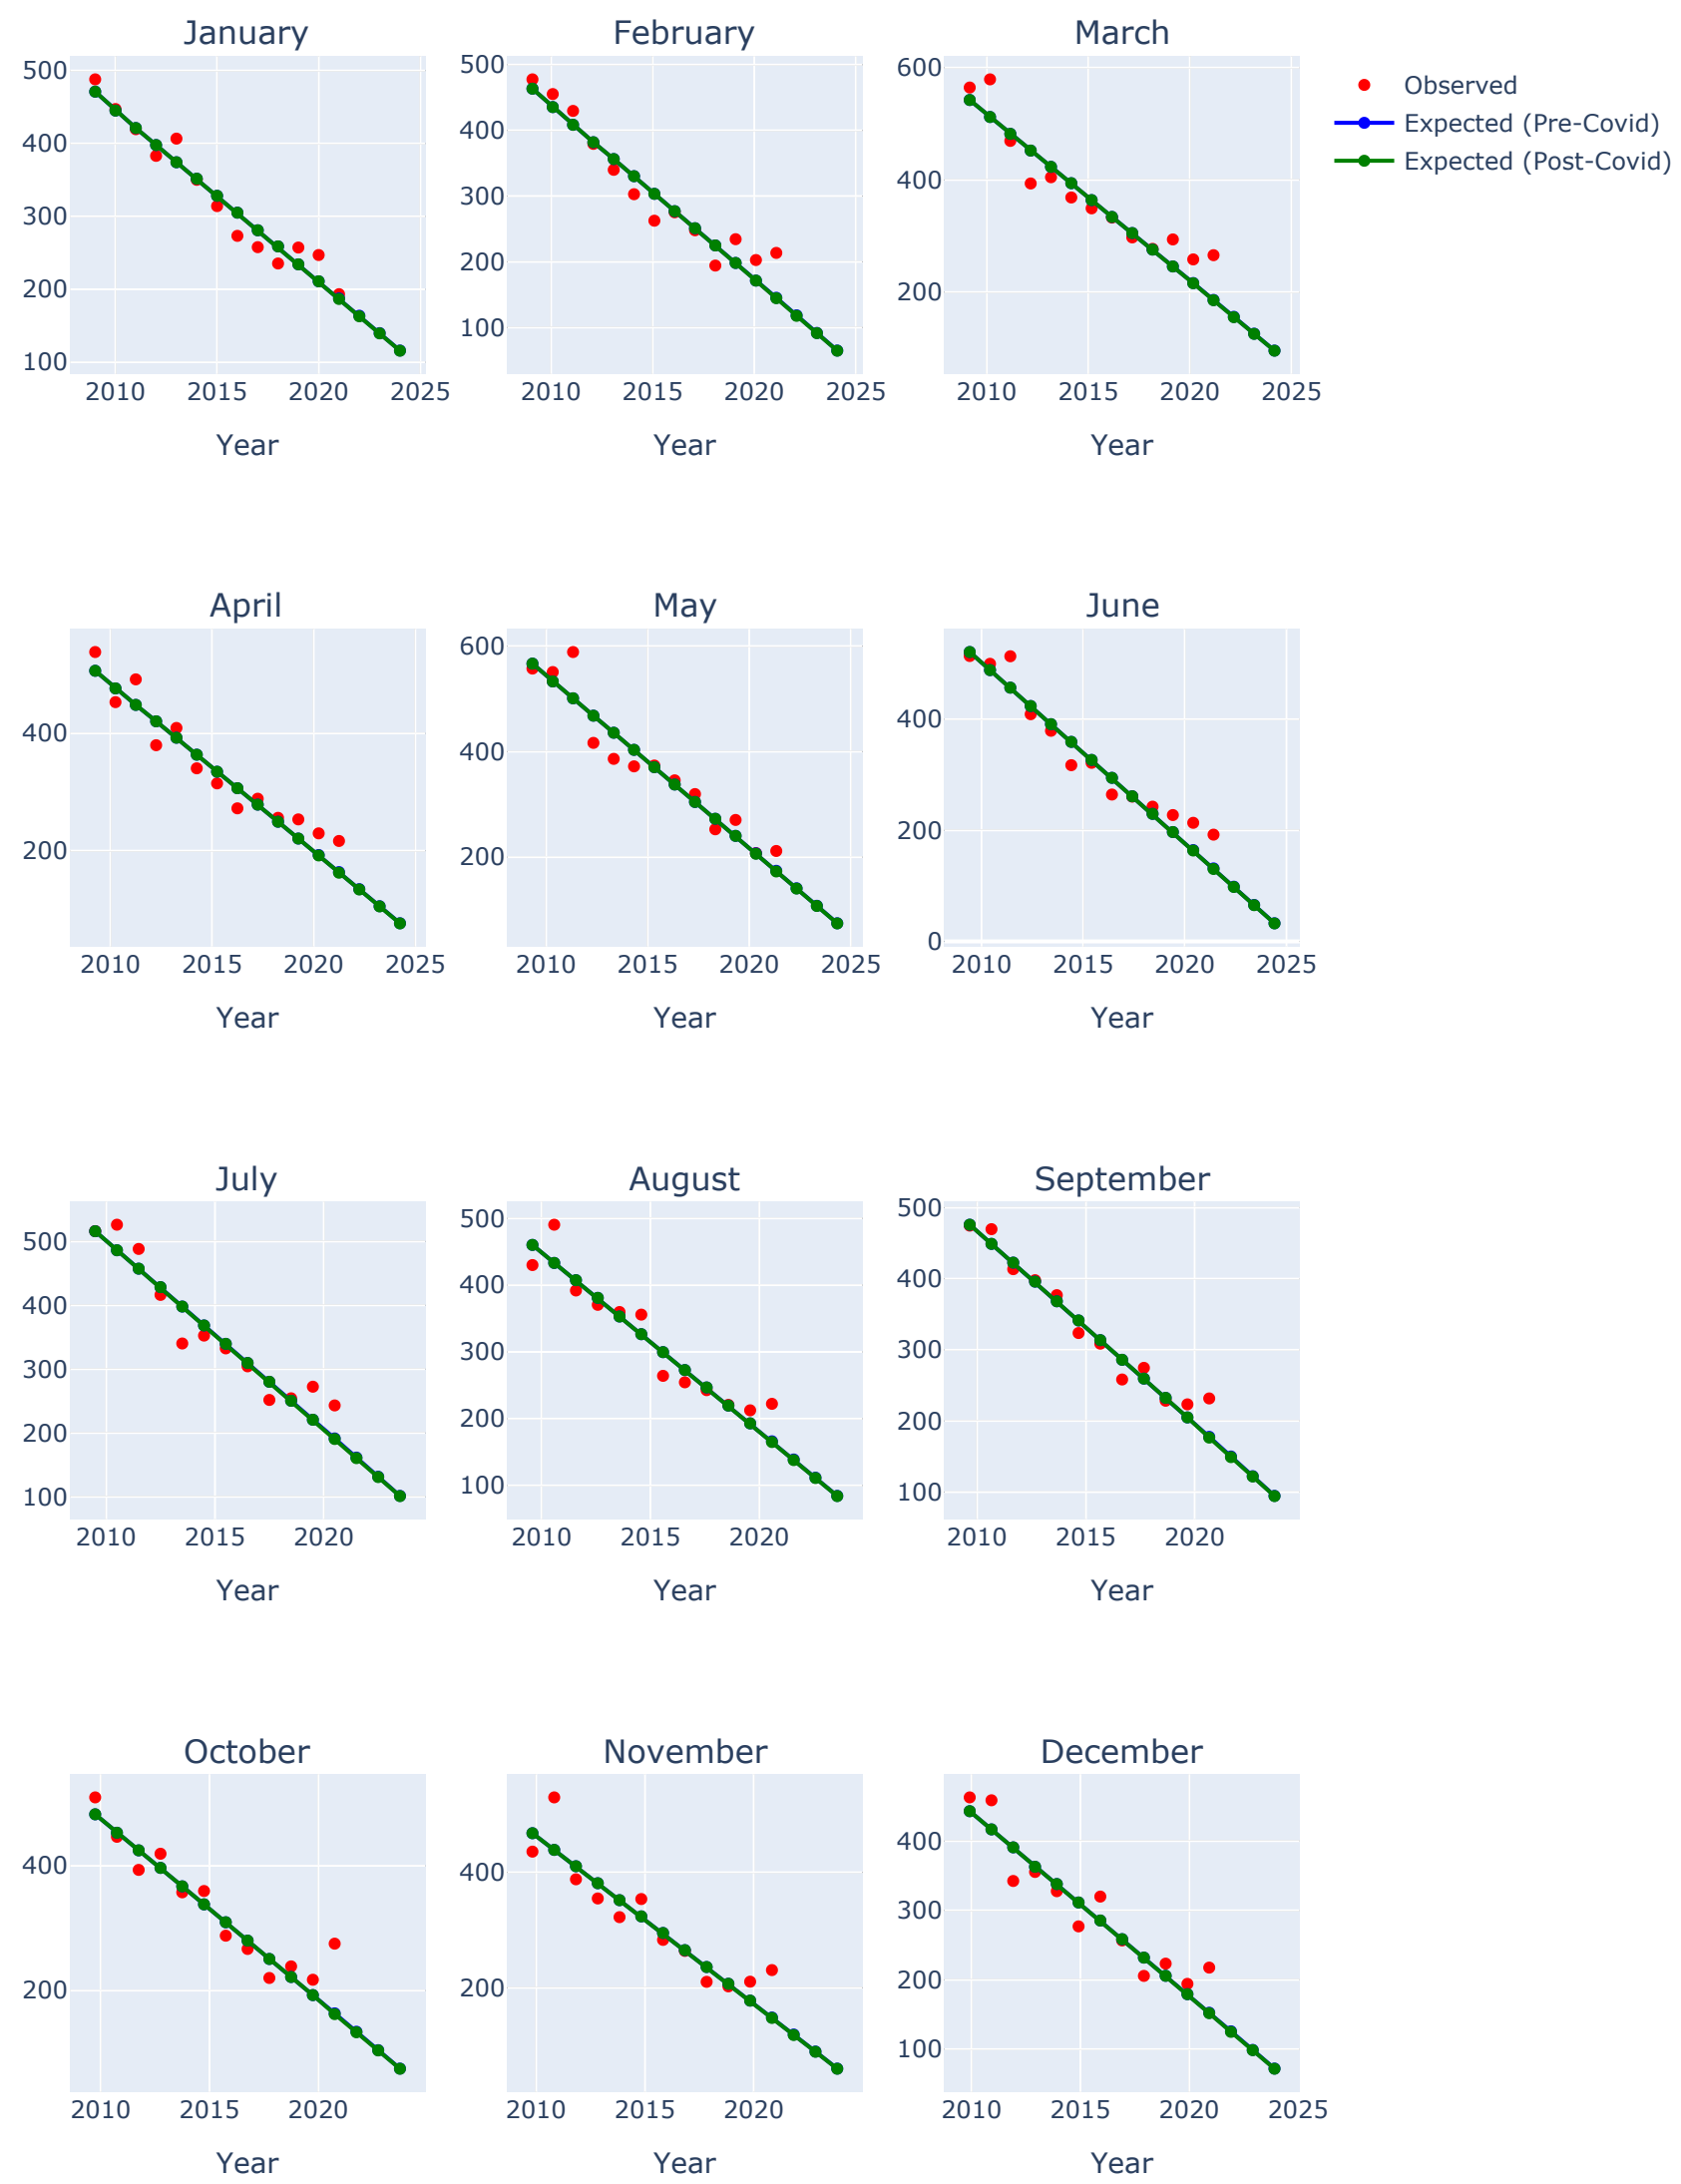 January February March
500
400
300
200
100
2010 2015 2020 2025
Year
500
400
300
200
100
2010 2015 2020 2025
Year
600
400
200
2010 2015 2020 2025
Year
Observed
Expected (Pre-Covid)
Expected (Post-Covid)
April May June
400
200
2010 2015 2020 2025
Year
600
400
200
2010 2015 2020 2025
Year
400
200
0
2010 2015 2020 2025
Year
July August September
500
400
300
200
100
2010 2015 2020
Year
500
400
300
200
100
2010 2015 2020
Year
500
400
300
200
100
2010 2015 2020
Year
October November December
400
200
2010 2015 2020
Year
400
200
2010 2015 2020
Year
400
300
200
100
2010 2015 2020 2025
Year